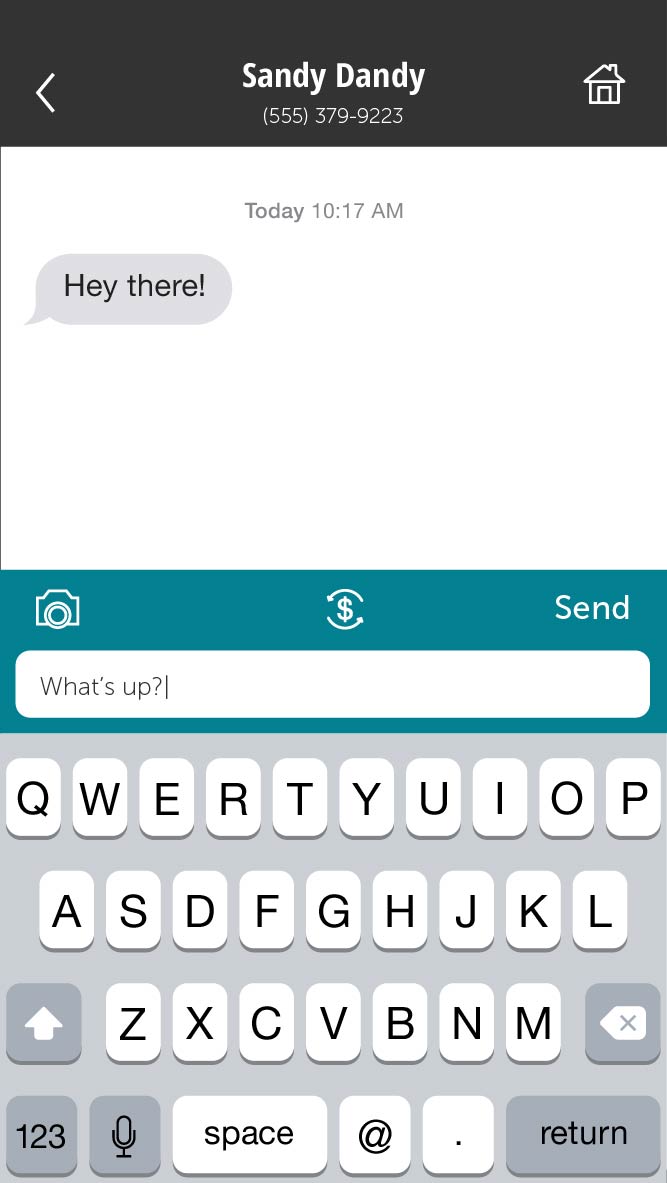 Sandy Dandy
(555) 379-9223
Today 10:17 AM
Hey there!
$
Send
What's up?|
Q W E R T Y U I O P
A S D F G H J K L
Z X C V B N M
123 space @ . return